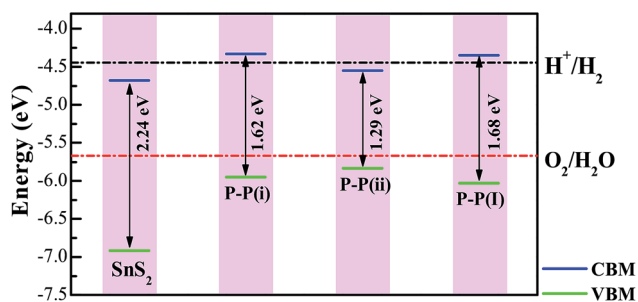 Energy (eV)
-4.0
-4.5
-5.0
-5.5
-6.0
-6.5
-7.0
-7.5
2.24 eV
1.62 eV
1.29 eV
1.68 eV
SnS₂
P-P(i)
P-P(ii)
P-P(I)
H⁺/H₂
O₂/H₂O
CBM
VBM